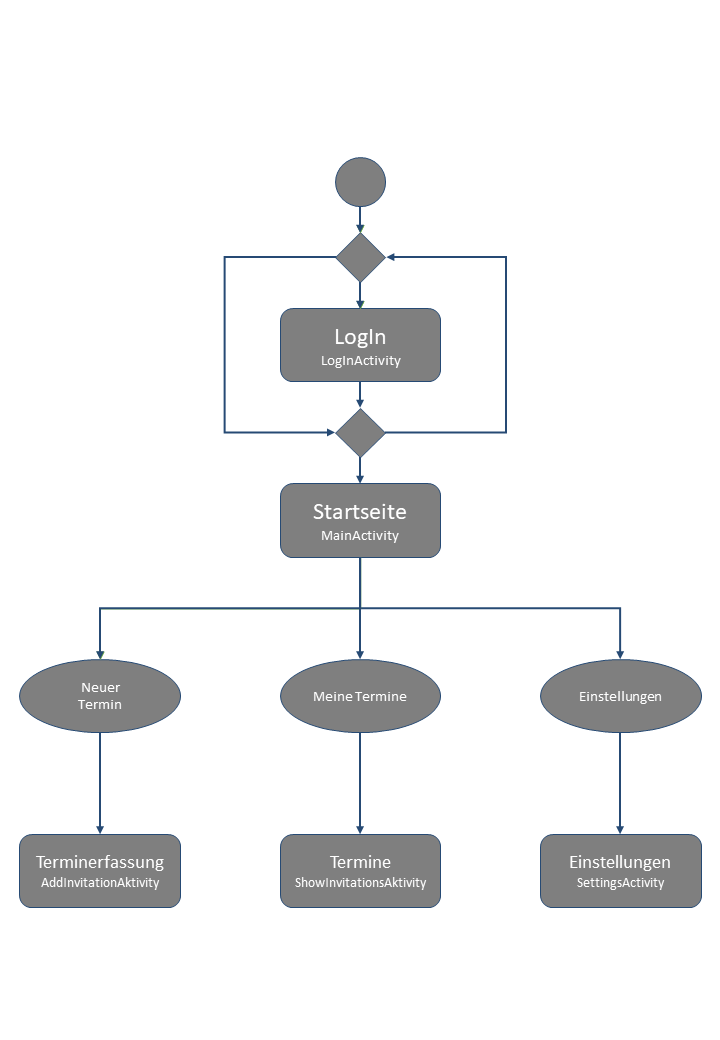 LogIn
LogInActivity
Startseite
MainActivity
Neuer
Termin
Meine Termine
Einstellungen
Terminerfassung
AddInvitationAktivity
Termine
ShowInvitationsAktivity
Einstellungen
SettingsActivity